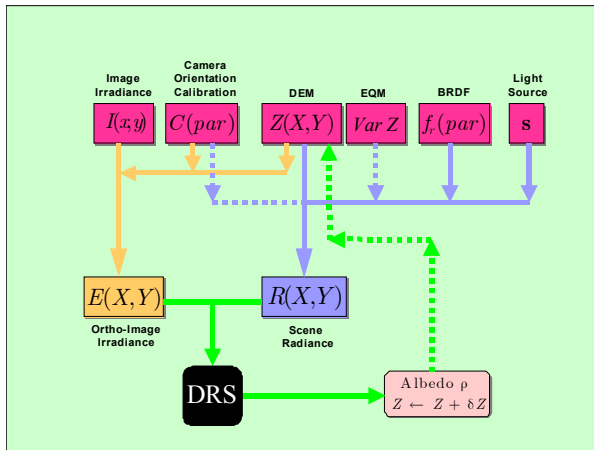 Camera
Image Orientation Light
Irradiance Calibration DEM EQM BRDF Source
I(x,y) C(par) Z(X,Y) Var Z f_r(par) s
E(X,Y) R(X,Y)
Ortho-Image Scene
Irradiance Radiance
DRS
Albedo ρ
Z ← Z + δZ